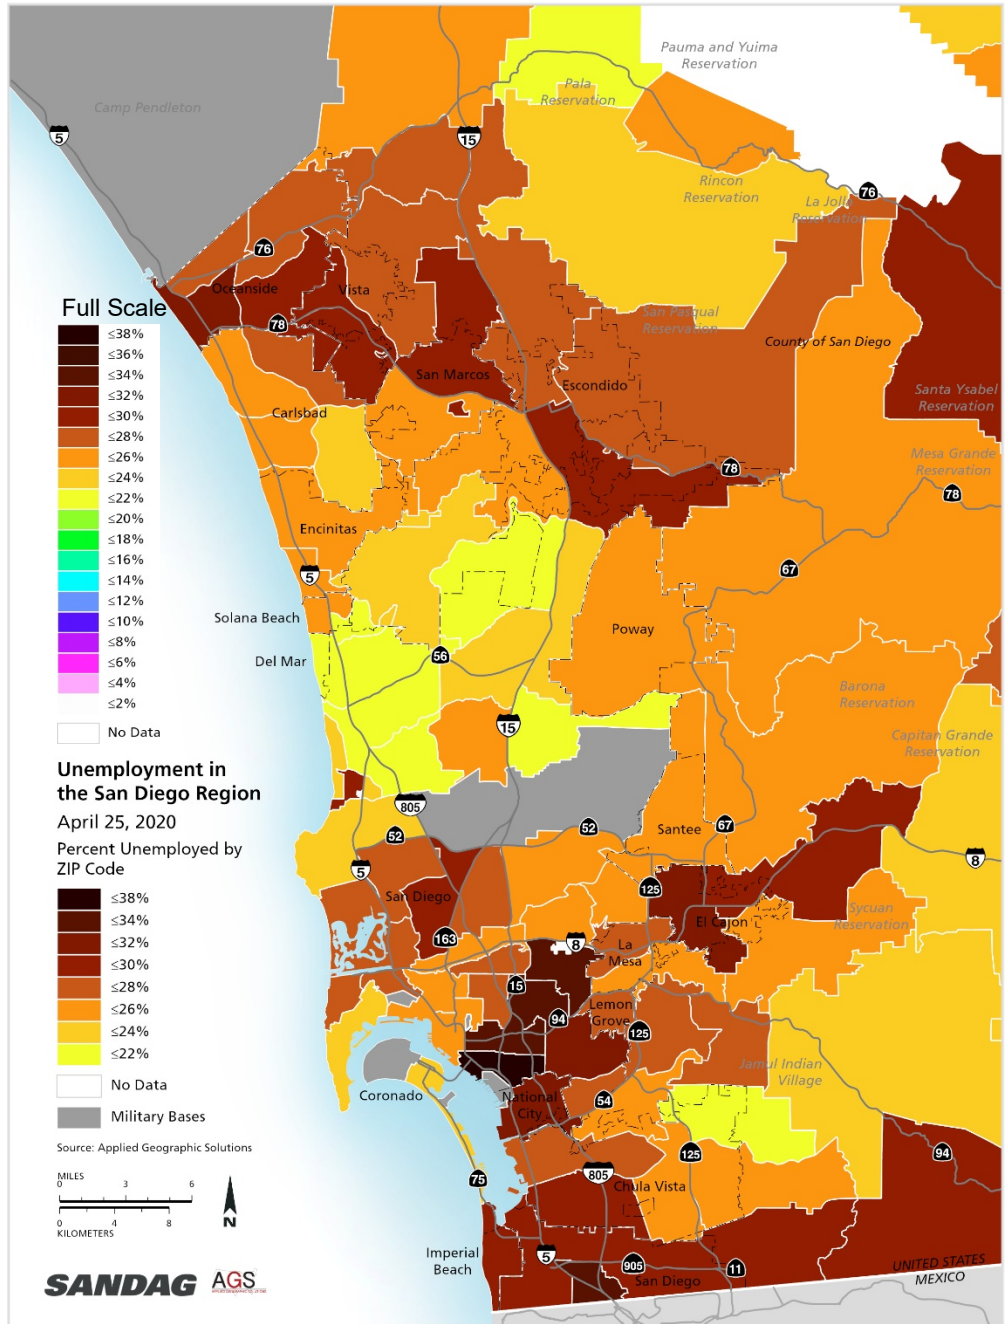 Pauma and Yuima
Reservation
Camp Pendleton
Pala
Reservation
5
15
Rincon
Reservation
76
La Jolla
Reservation
76
Oceanside
Vista
Full Scale
≤38%
≤36%
≤34%
≤32%
≤30%
≤28%
≤26%
≤24%
≤22%
≤20%
≤18%
≤16%
≤14%
≤12%
≤10%
≤8%
≤6%
≤4%
≤2%
No Data
78
San Pasqual
Reservation
County of San Diego
San Marcos
Escondido
Santa Ysabel
Reservation
Carlsbad
Mesa Grande
Reservation
78
78
Encinitas
5
67
Solana Beach
Poway
Del Mar
56
Barona
Reservation
15
Capitan Grande
Reservation
Unemployment in
the San Diego Region
April 25, 2020
Percent Unemployed by
ZIP Code
≤38%
≤34%
≤32%
≤30%
≤28%
≤26%
≤24%
≤22%
No Data
Military Bases
Source: Applied Geographic Solutions
MILES
0 3 6
0 4 8
KILOMETERS
N
SANDAG
AGS
805
52
52
Santee
67
5
8
125
San Diego
El Cajon
Sycuan
Reservation
163
8
La
Mesa
15
Lemon
Grove
94
125
Jamul Indian
Village
Coronado
National
City
54
125
94
75
805
Chula Vista
Imperial
Beach
5
905
San Diego
11
UNITED STATES
MEXICO